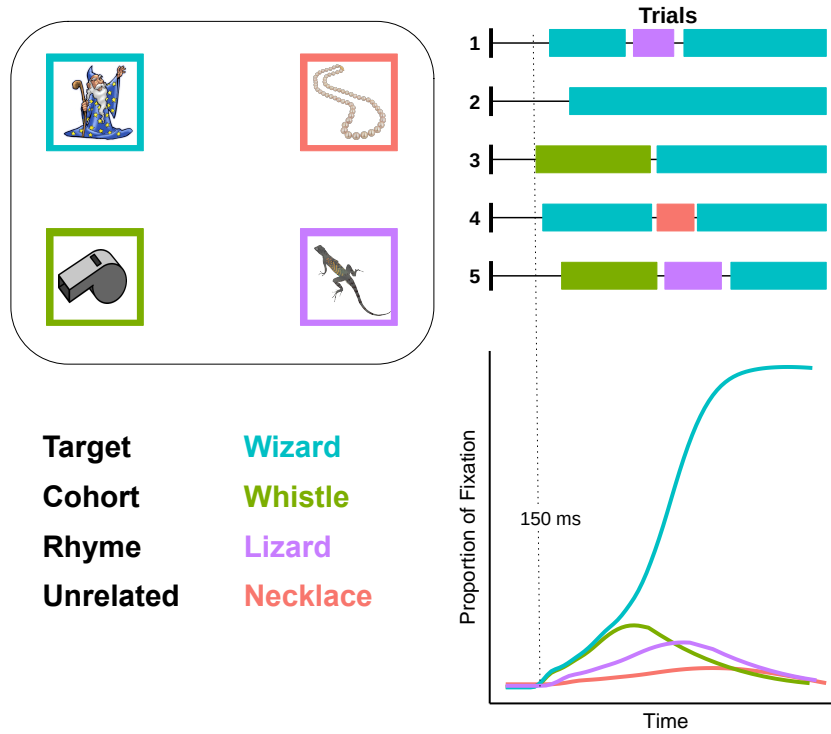 Trials
1
2
3
4
5
Target Wizard
Cohort Whistle
Rhyme Lizard
Unrelated Necklace
Proportion of Fixation
150 ms
Time